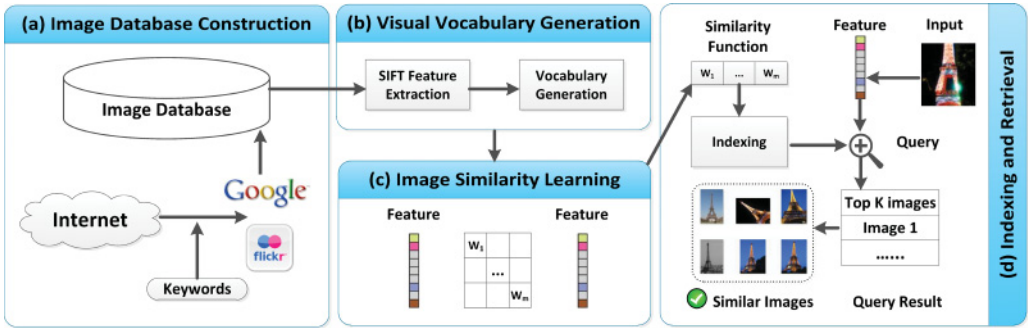 (a) Image Database Construction
Image Database
Google
Internet
flickr
Keywords
(b) Visual Vocabulary Generation
SIFT Feature
Extraction
Vocabulary
Generation
(c) Image Similarity Learning
Feature
Feature
W1
...
Wm
Similarity
Function
W1 ... Wm
Indexing
Feature
Input
Query
Top K images
Image 1
......
Similar Images
Query Result
(d) Indexing and Retrieval